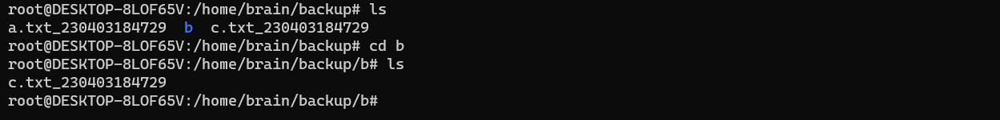 root@DESKTOP-8LOF65V:/home/brain/backup# ls
a.txt_230403184729  b  c.txt_230403184729
root@DESKTOP-8LOF65V:/home/brain/backup# cd b
root@DESKTOP-8LOF65V:/home/brain/backup/b# ls
c.txt_230403184729
root@DESKTOP-8LOF65V:/home/brain/backup/b#